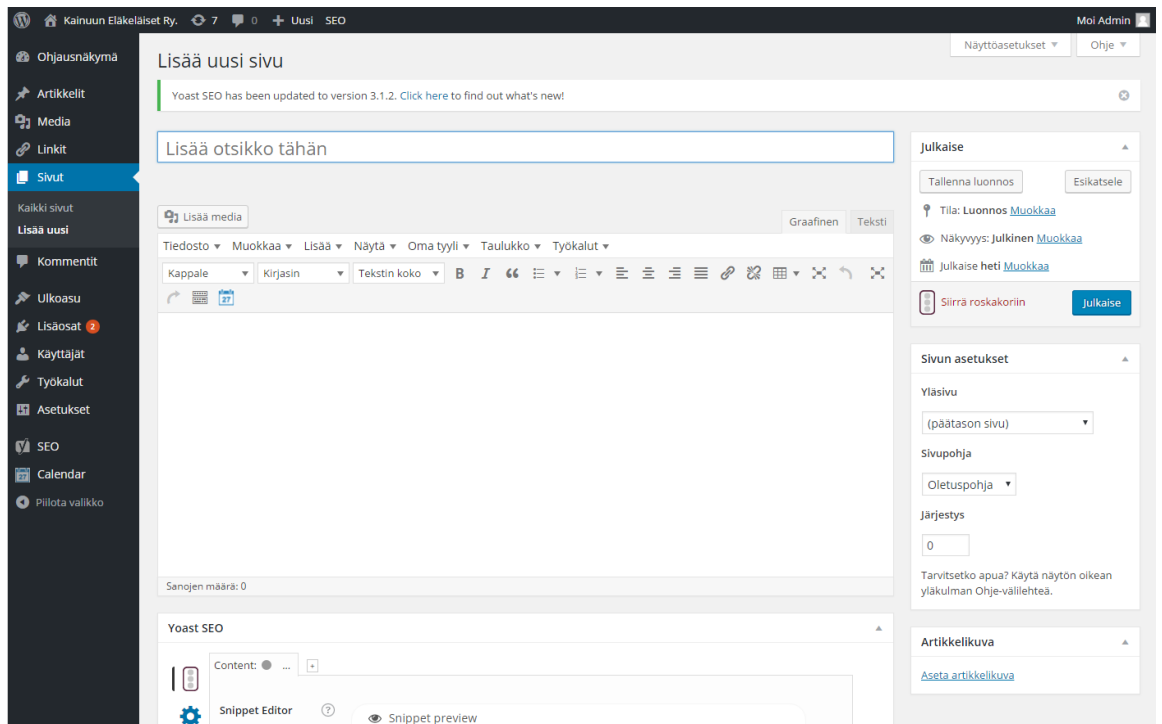 Kainuun Eläkeläiset Ry. 7 0 + Uusi SEO Moi Admin
Näyttöasetukset Ohje
Ohjausnäkymä
Artikkelit
Media
Linkit
Sivut
Kaikki sivut
Lisää uusi
Kommentit
Ulkoasu
Lisäosat 2
Käyttäjät
Työkalut
Asetukset
SEO
27 Calendar
Piilota valikko
Lisää uusi sivu
Yoast SEO has been updated to version 3.1.2. Click here to find out what's new!
Lisää otsikko tähän
Lisää media
Graafinen Teksti
Tiedosto Muokkaa Lisää Näytä Oma tyyli Taulukko Työkalut
Kappale Kirjasin Tekstin koko B I
27
Sanojen määrä: 0
Yoast SEO
Content: ... +
Snippet Editor ? Snippet preview
Julkaise
Tallenna luonnos Esikatsele
Tila: Luonnos Muokkaa
Näkyvyys: Julkinen Muokkaa
Julkaise heti Muokkaa
Siirrä roskakoriin Julkaise
Sivun asetukset
Yläsivu
(päätason sivu)
Sivupohja
Oletuspohja
Järjestys
0
Tarvitsetko apua? Käytä näytön oikean
yläkulman Ohje-välilehteä.
Artikkelikuva
Aseta artikkelikuva